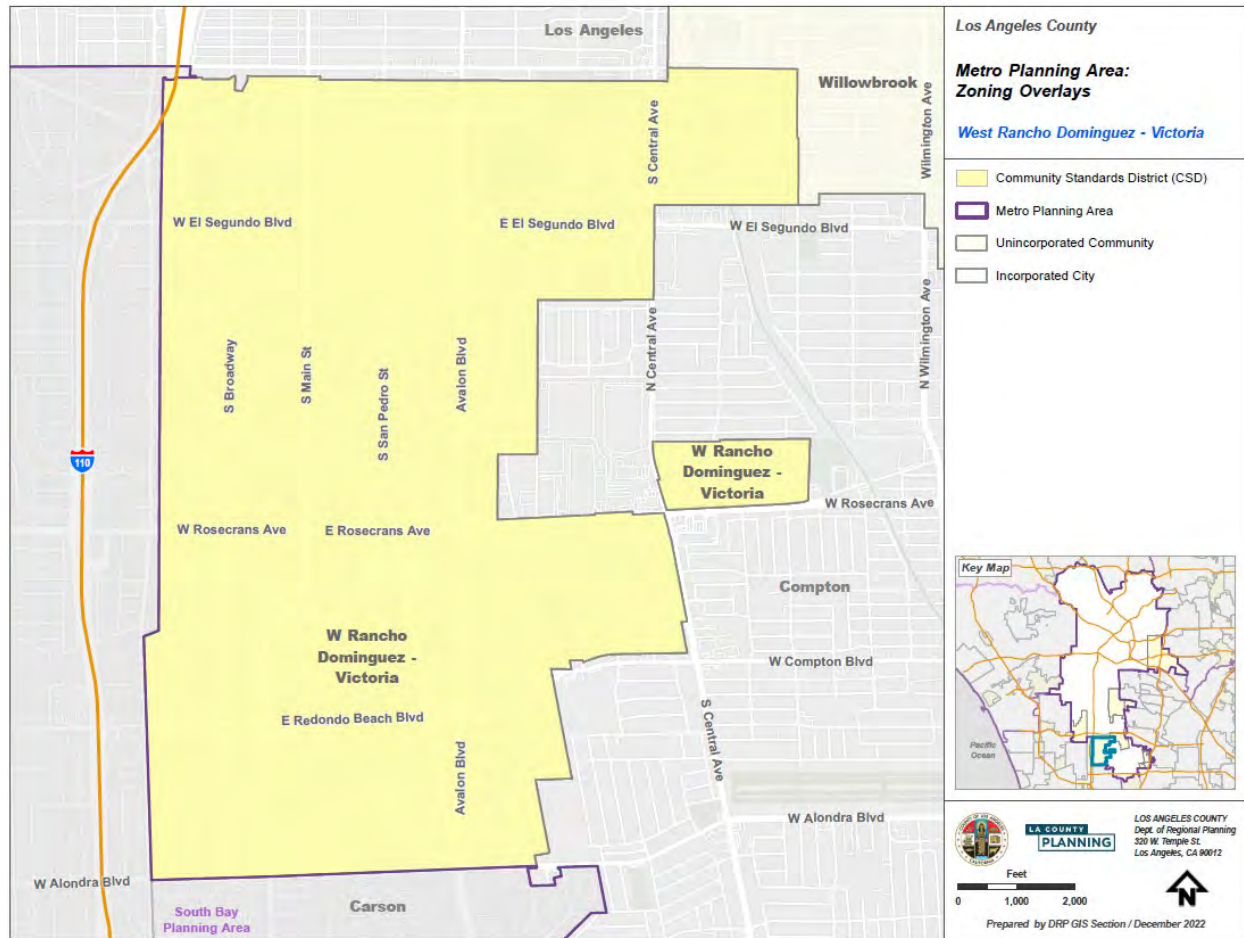 Los Angeles
Willowbrook
S Central Ave
Wilmington Ave
W El Segundo Blvd
E El Segundo Blvd
W El Segundo Blvd
S Broadway
S Main St
S San Pedro St
Avalon Blvd
N Central Ave
N Wilmington Ave
110
W Rancho
Dominguez -
Victoria
W Rosecrans Ave
E Rosecrans Ave
W Rosecrans Ave
Compton
W Rancho
Dominguez -
Victoria
W Compton Blvd
E Redondo Beach Blvd
S Central Ave
Avalon Blvd
W Alondra Blvd
W Alondra Blvd
South Bay
Planning Area
Carson
Los Angeles County
Metro Planning Area:
Zoning Overlays
West Rancho Dominguez - Victoria
Community Standards District (CSD)
Metro Planning Area
Unincorporated Community
Incorporated City
Key Map
Pacific
Ocean
LA COUNTY
PLANNING
LOS ANGELES COUNTY
Dept. of Regional Planning
320 W. Temple St.
Los Angeles, CA 90012
Feet
0 1,000 2,000
N
Prepared by DRP GIS Section / December 2022